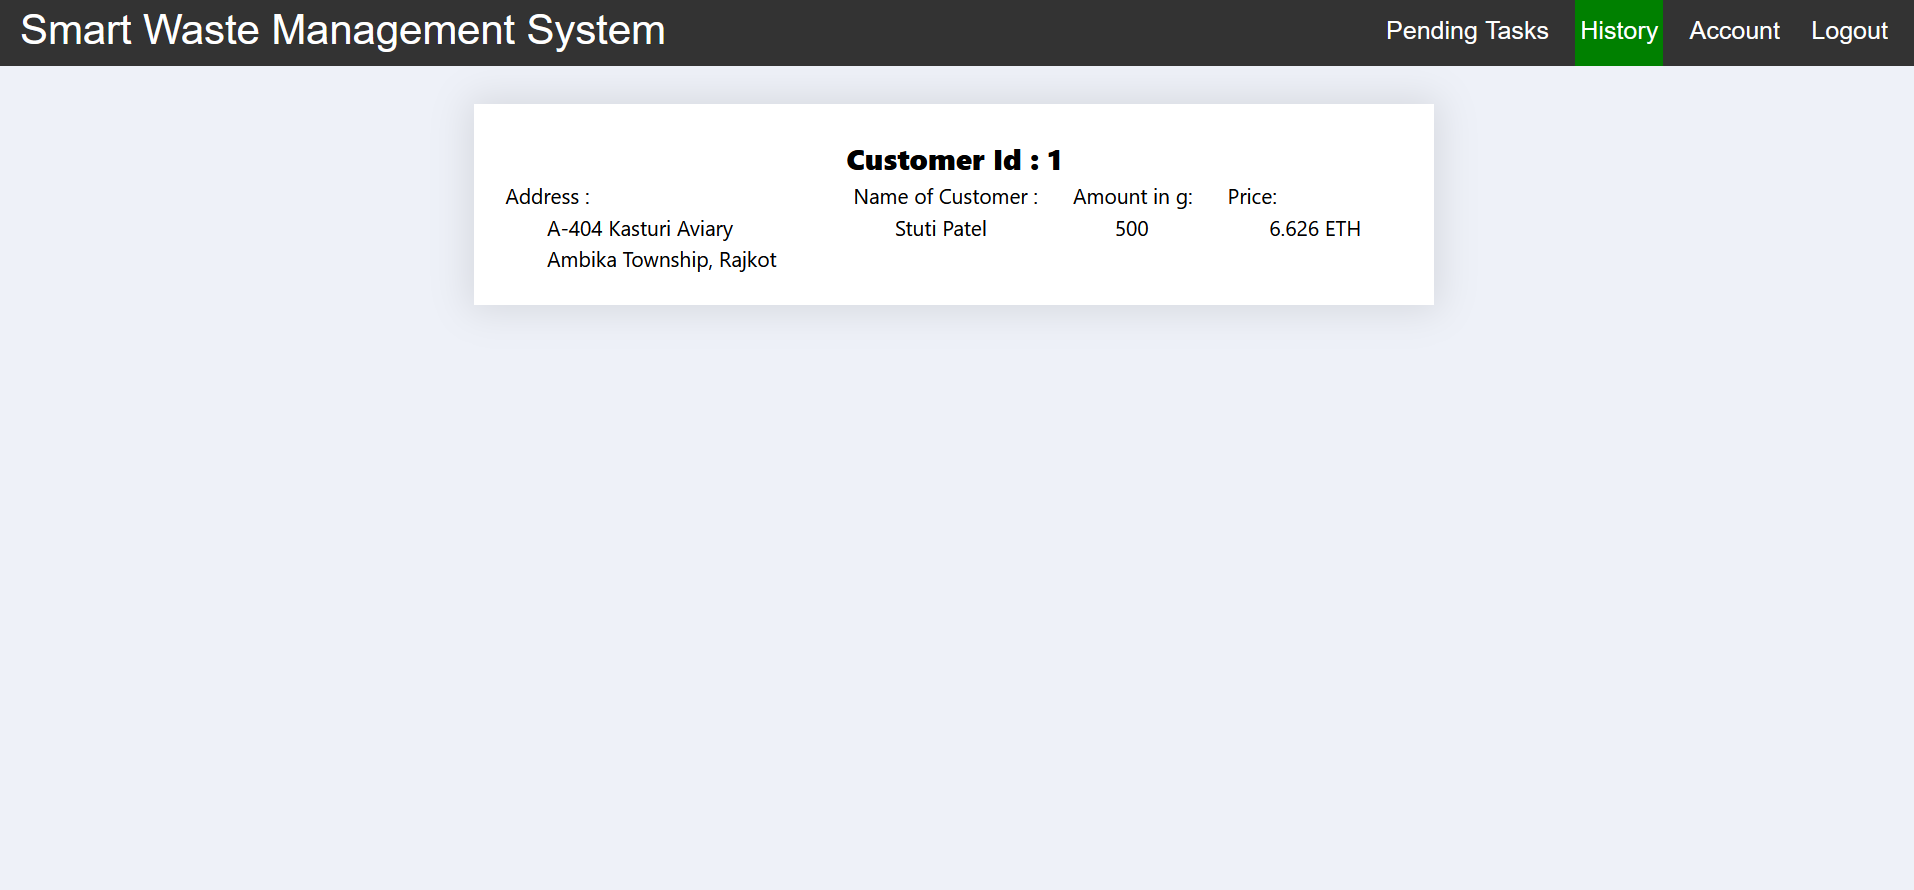 Smart Waste Management System
Pending Tasks History Account Logout
Customer Id : 1
Address : Name of Customer : Amount in g: Price:
A-404 Kasturi Aviary Stuti Patel 500 6.626 ETH
Ambika Township, Rajkot